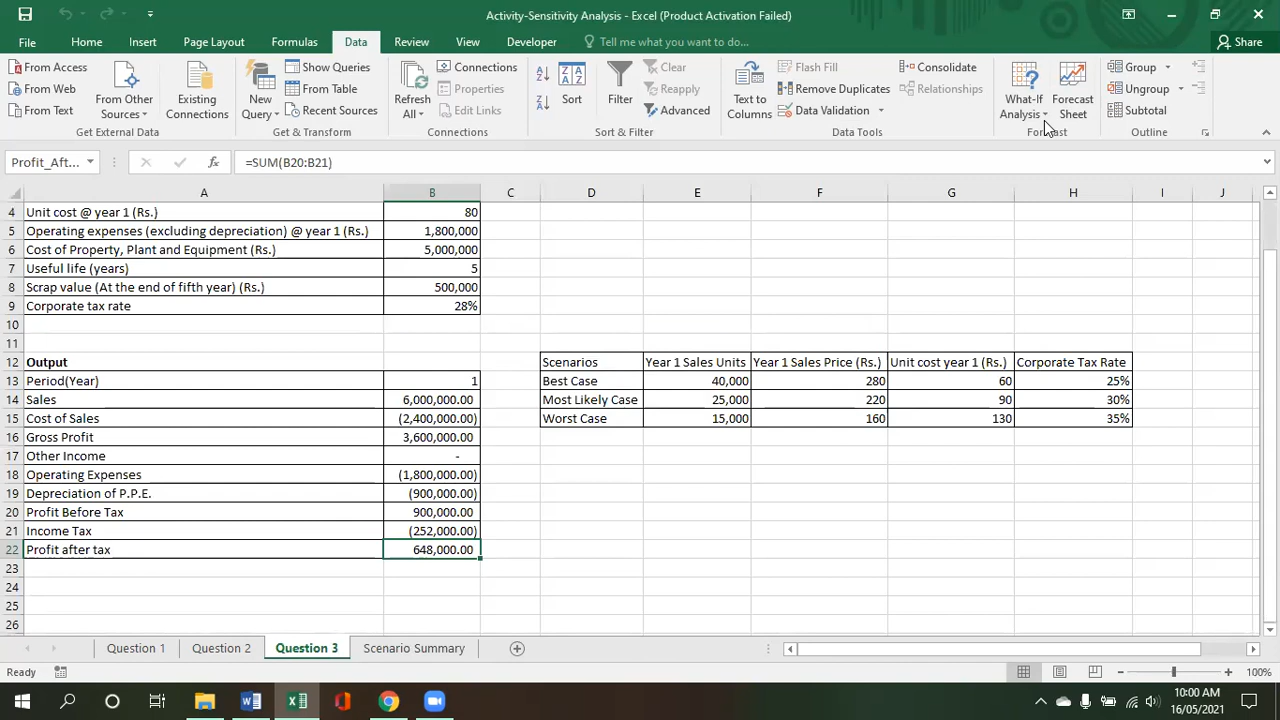 Activity-Sensitivity Analysis - Excel (Product Activation Failed)
File Home Insert Page Layout Formulas Data Review View Developer Tell me what you want to do... Share
From Access
From Web
From Text
From Other Sources
Existing Connections
Get External Data
New Query
Show Queries
From Table
Recent Sources
Get & Transform
Refresh All
Connections
Properties
Edit Links
Connections
Sort
Filter
Clear
Reapply
Advanced
Sort & Filter
Text to Columns
Flash Fill
Remove Duplicates
Data Validation
Consolidate
Relationships
Data Tools
What-If Analysis
Forecast Sheet
Forecast
Group
Ungroup
Subtotal
Outline
Profit_Aft... fx =SUM(B20:B21)
A B C D E F G H I J
4 Unit cost @ year 1 (Rs.) 80
5 Operating expenses (excluding depreciation) @ year 1 (Rs.) 1,800,000
6 Cost of Property, Plant and Equipment (Rs.) 5,000,000
7 Useful life (years) 5
8 Scrap value (At the end of fifth year) (Rs.) 500,000
9 Corporate tax rate 28%
10
11
12 Output Scenarios Year 1 Sales Units Year 1 Sales Price (Rs.) Unit cost year 1 (Rs.) Corporate Tax Rate
13 Period(Year) 1 Best Case 40,000 280 60 25%
14 Sales 6,000,000.00 Most Likely Case 25,000 220 90 30%
15 Cost of Sales (2,400,000.00) Worst Case 15,000 160 130 35%
16 Gross Profit 3,600,000.00
17 Other Income -
18 Operating Expenses (1,800,000.00)
19 Depreciation of P.P.E. (900,000.00)
20 Profit Before Tax 900,000.00
21 Income Tax (252,000.00)
22 Profit after tax 648,000.00
23
24
25
26
Question 1 Question 2 Question 3 Scenario Summary
Ready 100%
10:00 AM
16/05/2021